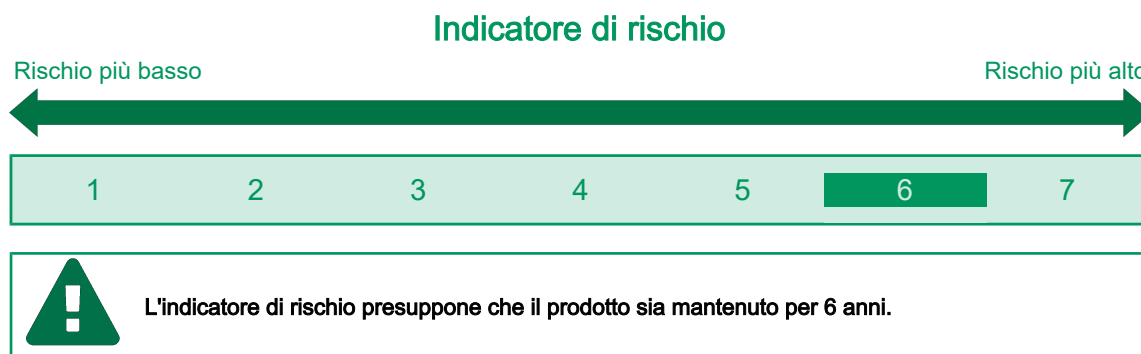 Indicatore di rischio
Rischio più basso Rischio più alto
1 2 3 4 5 6 7
L'indicatore di rischio presuppone che il prodotto sia mantenuto per 6 anni.